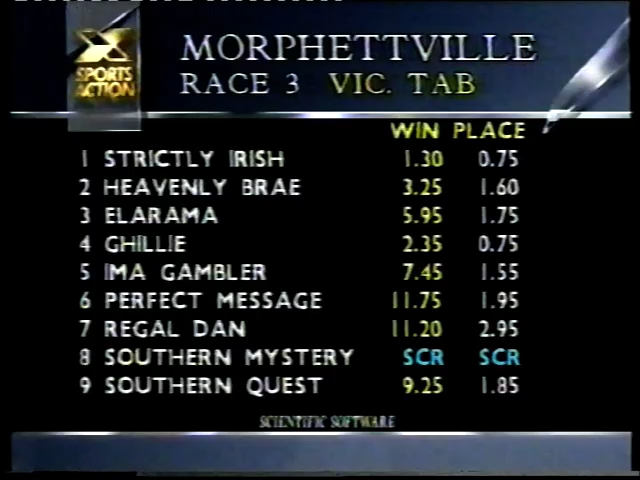 X
SPORTS
ACTION
MORPHETTVILLE
RACE 3 VIC. TAB
WIN PLACE
1 STRICTLY IRISH 1.30 0.75
2 HEAVENLY BRAE 3.25 1.60
3 ELARAMA 5.95 1.75
4 GHILLIE 2.35 0.75
5 IMA GAMBLER 7.45 1.55
6 PERFECT MESSAGE 11.75 1.95
7 REGAL DAN 11.20 2.95
8 SOUTHERN MYSTERY SCR SCR
9 SOUTHERN QUEST 9.25 1.85
SCIENTIFIC SOFTWARE